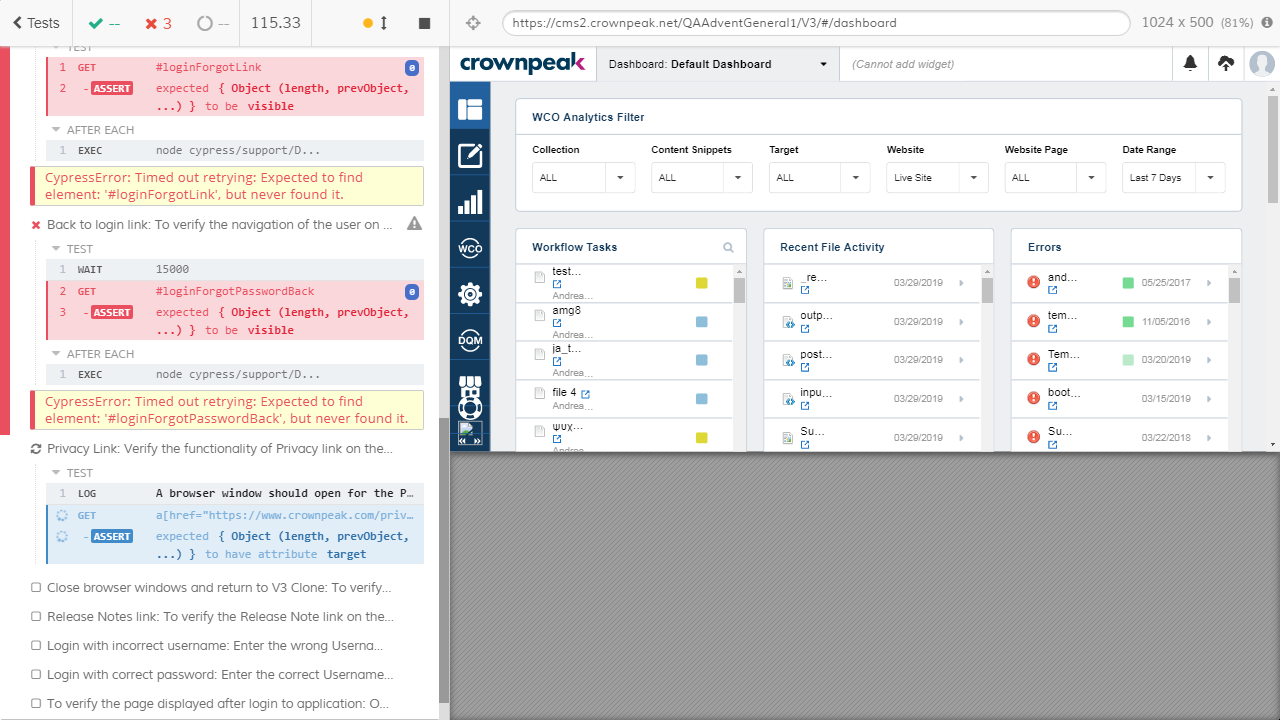 Tests
--
3
--
115.33
https://cms2.crownpeak.net/QAAdventGeneral1/V3/#/dashboard
1024 x 500 (81%)
TEST
1 GET #loginForgotLink 0
2 -ASSERT expected { Object (length, prevObject,
...) } to be visible
AFTER EACH
1 EXEC node cypress/support/D...
CypressError: Timed out retrying: Expected to find
element: '#loginForgotLink', but never found it.
Back to login link: To verify the navigation of the user on ...
TEST
1 WAIT 15000
2 GET #loginForgotPasswordBack 0
3 -ASSERT expected { Object (length, prevObject,
...) } to be visible
AFTER EACH
1 EXEC node cypress/support/D...
CypressError: Timed out retrying: Expected to find
element: '#loginForgotPasswordBack', but never found it.
Privacy Link: Verify the functionality of Privacy link on the...
TEST
1 LOG A browser window should open for the P...
GET a[href="https://www.crownpeak.com/priv...
-ASSERT expected { Object (length, prevObject,
...) } to have attribute target
Close browser windows and return to V3 Clone: To verify...
Release Notes link: To verify the Release Note link on the...
Login with incorrect username: Enter the wrong Userna...
Login with correct password: Enter the correct Username...
To verify the page displayed after login to application: O...
crownpeak
Dashboard: Default Dashboard
(Cannot add widget)
WCO
DQM
WCO Analytics Filter
Collection Content Snippets Target Website Website Page Date Range
ALL ALL ALL Live Site ALL Last 7 Days
Workflow Tasks
test...
Andrea...
amg8
Andrea...
ja_t...
Andrea...
file 4
Andrea...
ψυχ...
Recent File Activity
_re... 03/29/2019
outp... 03/29/2019
post... 03/29/2019
inpu... 03/29/2019
Su... 03/29/2019
Errors
and... 05/25/2017
tem... 11/05/2016
Tem... 03/20/2019
boot... 03/15/2019
Su...